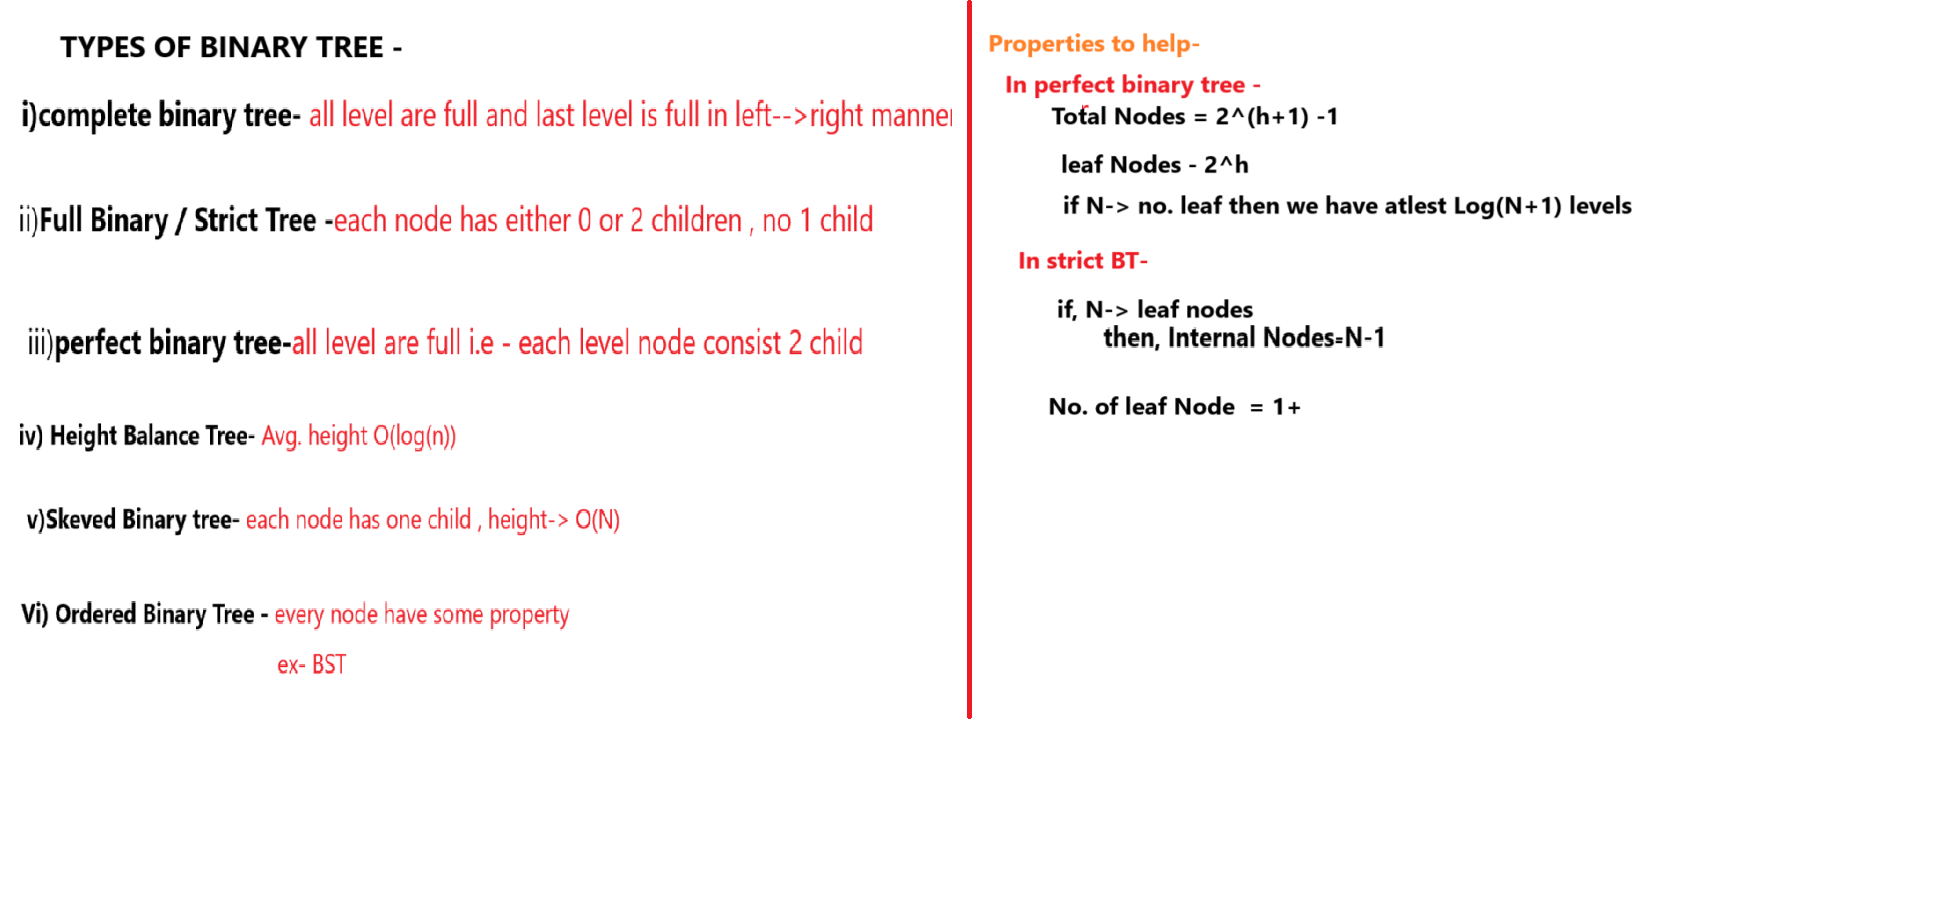 TYPES OF BINARY TREE -
i)complete binary tree- all level are full and last level is full in left-->right manner
ii)Full Binary / Strict Tree -each node has either 0 or 2 children , no 1 child
iii)perfect binary tree-all level are full i.e - each level node consist 2 child
iv) Height Balance Tree- Avg. height O(log(n))
v)Skeved Binary tree- each node has one child , height-> O(N)
Vi) Ordered Binary Tree - every node have some property
ex- BST
Properties to help-
In perfect binary tree -
Total Nodes = 2^(h+1) -1
leaf Nodes - 2^h
if N-> no. leaf then we have atlest Log(N+1) levels
In strict BT-
if, N-> leaf nodes
then, Internal Nodes=N-1
No. of leaf Node = 1+